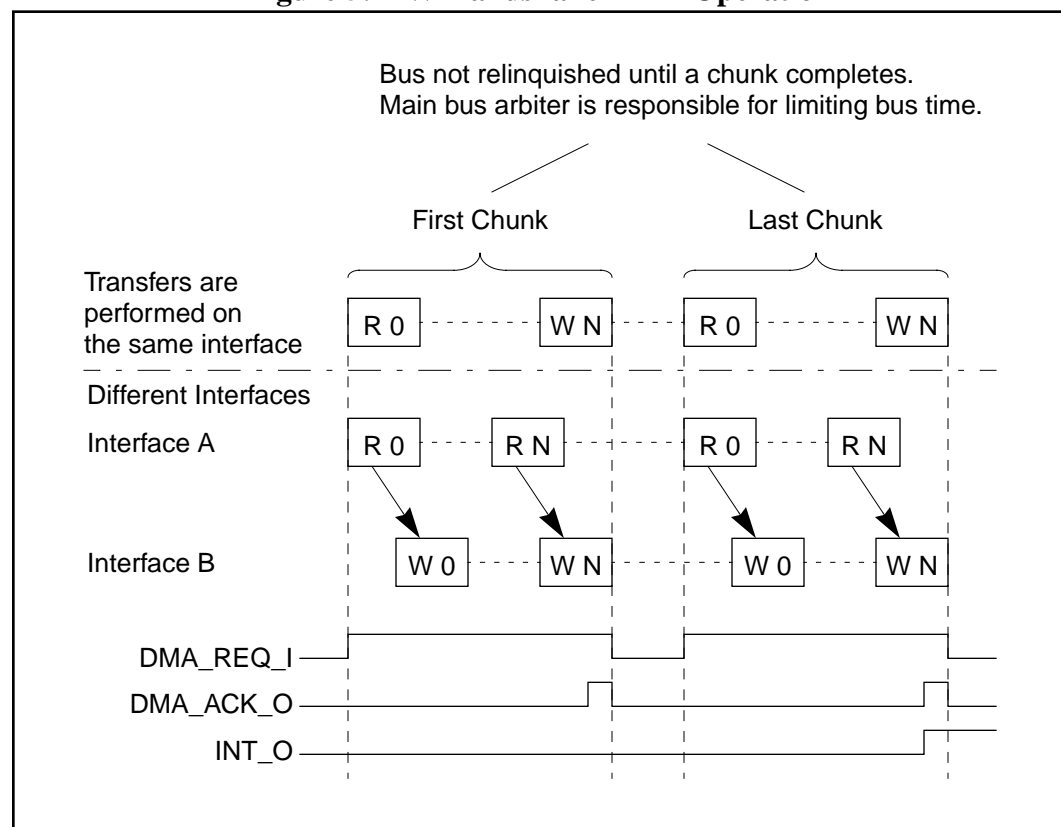 Bus not relinquished until a chunk completes.
Main bus arbiter is responsible for limiting bus time.
First Chunk
Last Chunk
Transfers are
performed on
the same interface
R 0
W N
R 0
W N
Different Interfaces
Interface A
R 0
R N
R 0
R N
Interface B
W 0
W N
W 0
W N
DMA_REQ_I
DMA_ACK_O
INT_O